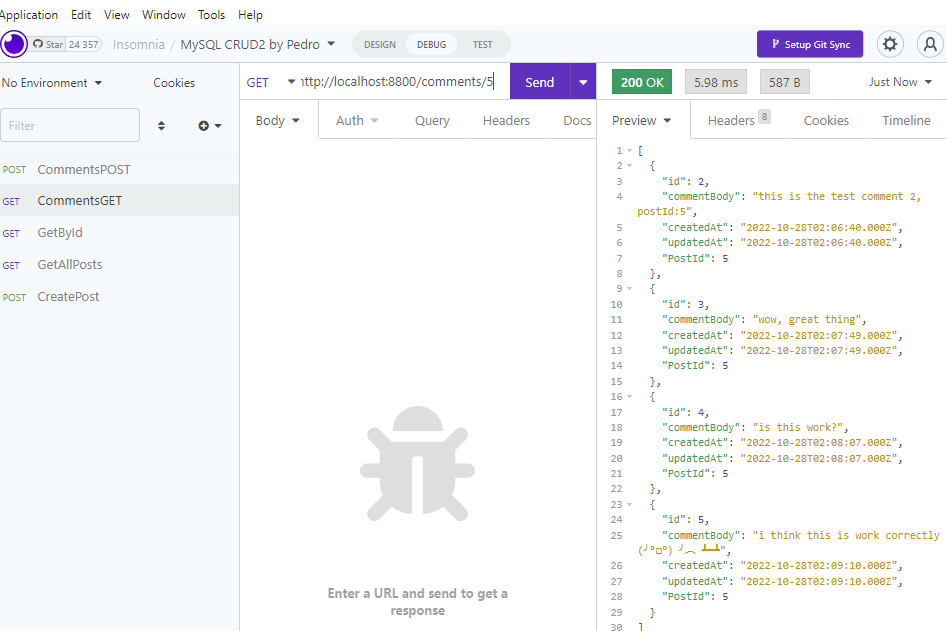 Application Edit View Window Tools Help
Star 24 357 Insomnia / MySQL CRUD2 by Pedro DESIGN DEBUG TEST Setup Git Sync
No Environment Cookies
Filter
POST CommentsPOST
GET CommentsGET
GET GetById
GET GetAllPosts
POST CreatePost
GET http://localhost:8800/comments/5 Send
Body Auth Query Headers Docs
Enter a URL and send to get a
response
200 OK 5.98 ms 587 B Just Now
Preview Headers 8 Cookies Timeline
1 [
2 {
3 "id": 2,
4 "commentBody": "this is the test comment 2,
postId:5",
5 "createdAt": "2022-10-28T02:06:40.000Z",
6 "updatedAt": "2022-10-28T02:06:40.000Z",
7 "PostId": 5
8 },
9 {
10 "id": 3,
11 "commentBody": "wow, great thing",
12 "createdAt": "2022-10-28T02:07:49.000Z",
13 "updatedAt": "2022-10-28T02:07:49.000Z",
14 "PostId": 5
15 },
16 {
17 "id": 4,
18 "commentBody": "is this work?",
19 "createdAt": "2022-10-28T02:08:07.000Z",
20 "updatedAt": "2022-10-28T02:08:07.000Z",
21 "PostId": 5
22 },
23 {
24 "id": 5,
25 "commentBody": "i think this is work correctly
(╯°□°）╯︵ ┻━┻",
26 "createdAt": "2022-10-28T02:09:10.000Z",
27 "updatedAt": "2022-10-28T02:09:10.000Z",
28 "PostId": 5
29 }
30 ]